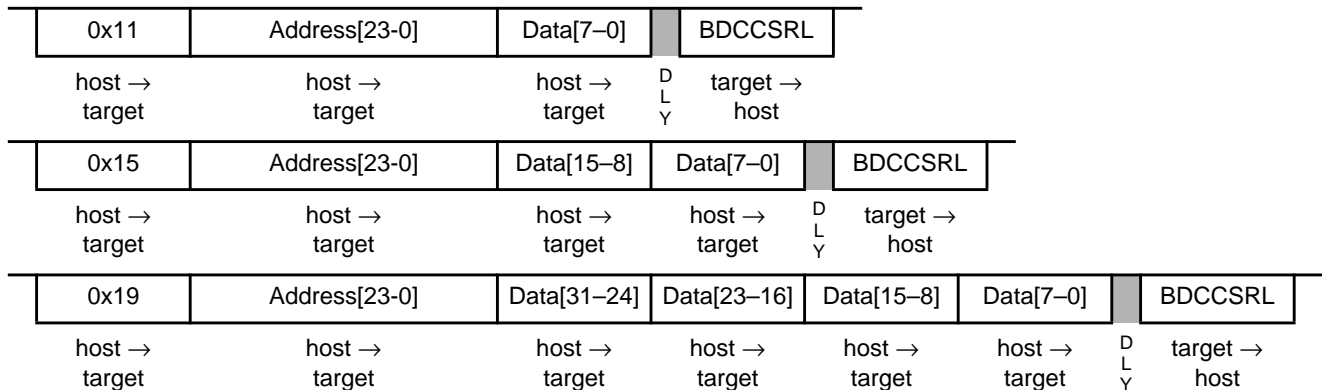 0x11 Address[23-0] Data[7–0] BDCCSRL
host → host → host → D target →
target target target L host
Y
0x15 Address[23-0] Data[15–8] Data[7–0] BDCCSRL
host → host → host → host → D target →
target target target target L host
Y
0x19 Address[23-0] Data[31–24] Data[23–16] Data[15–8] Data[7–0] BDCCSRL
host → host → host → host → host → host → D target →
target target target target target target L host
Y